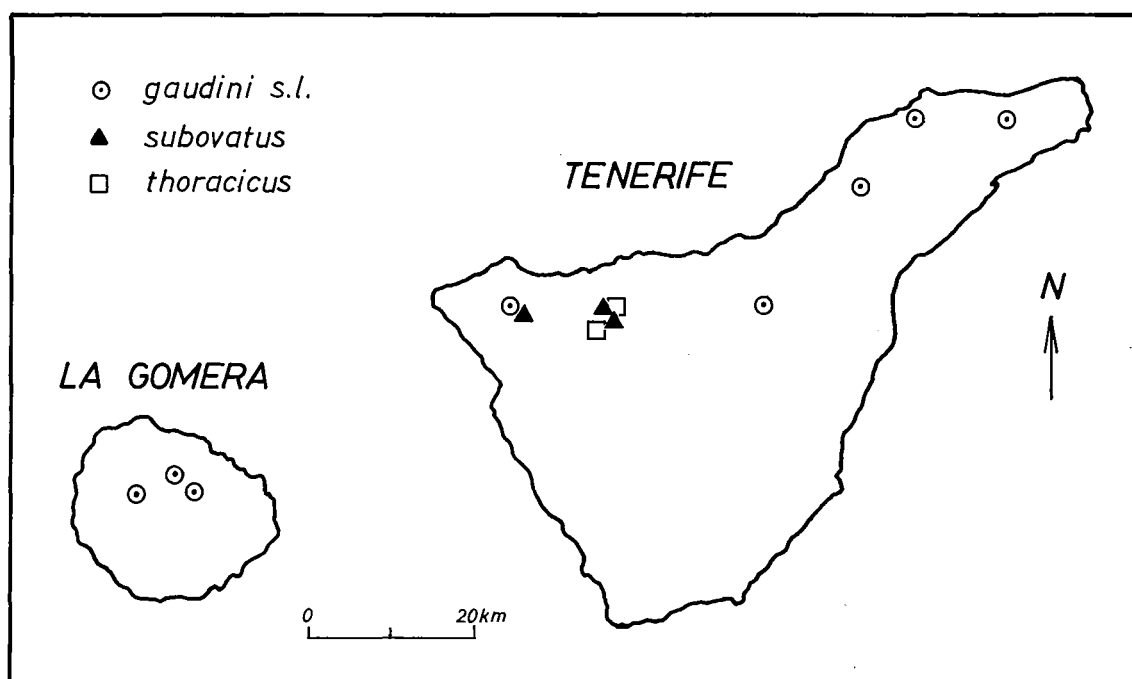 gaudini s.l.
subovatus
thoracicus
TENERIFE
N
LA GOMERA
0 20km